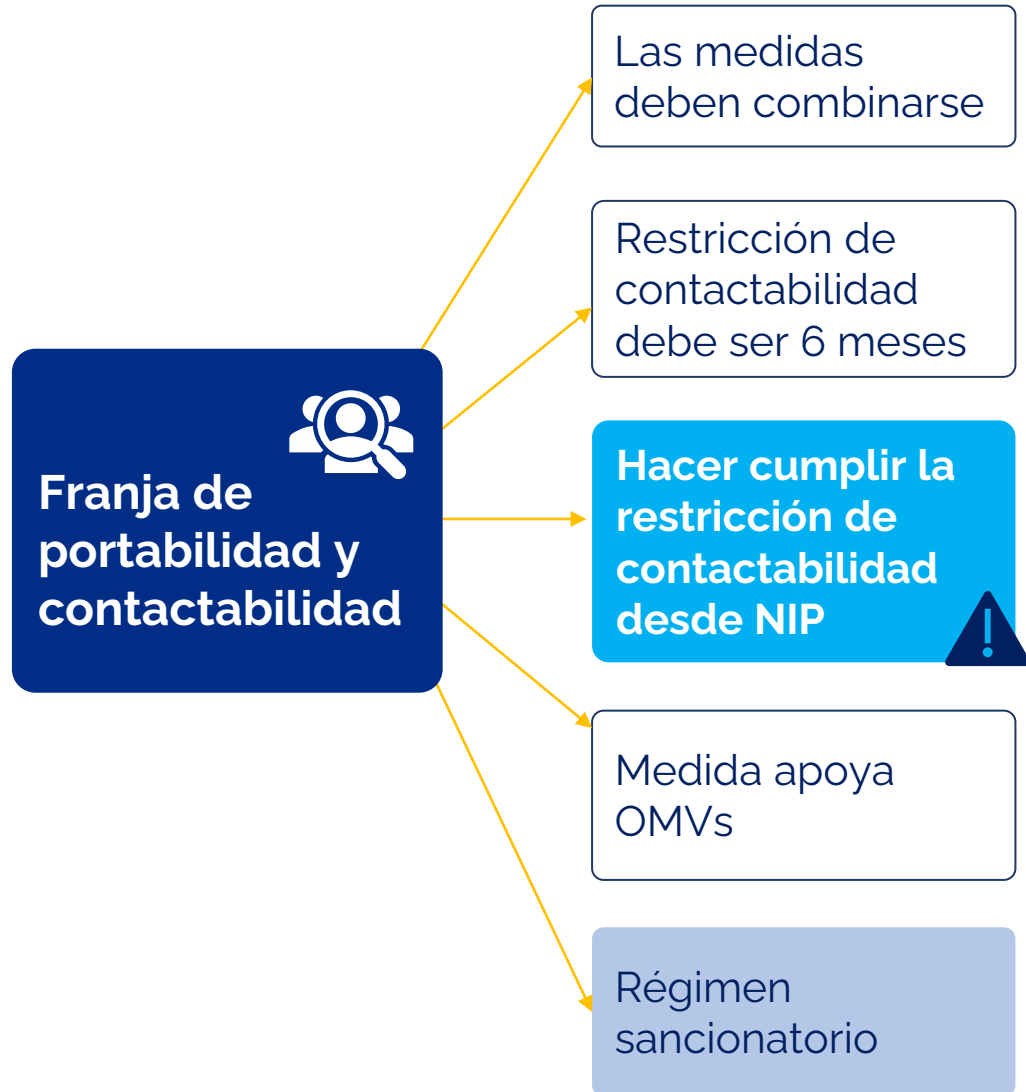 Las medidas
deben combinarse
Restricción de
contactabilidad
debe ser 6 meses
Franja de
portabilidad y
contactabilidad
Hacer cumplir la
restricción de
contactabilidad
desde NIP
Medida apoya
OMVs
Régimen
sancionatorio